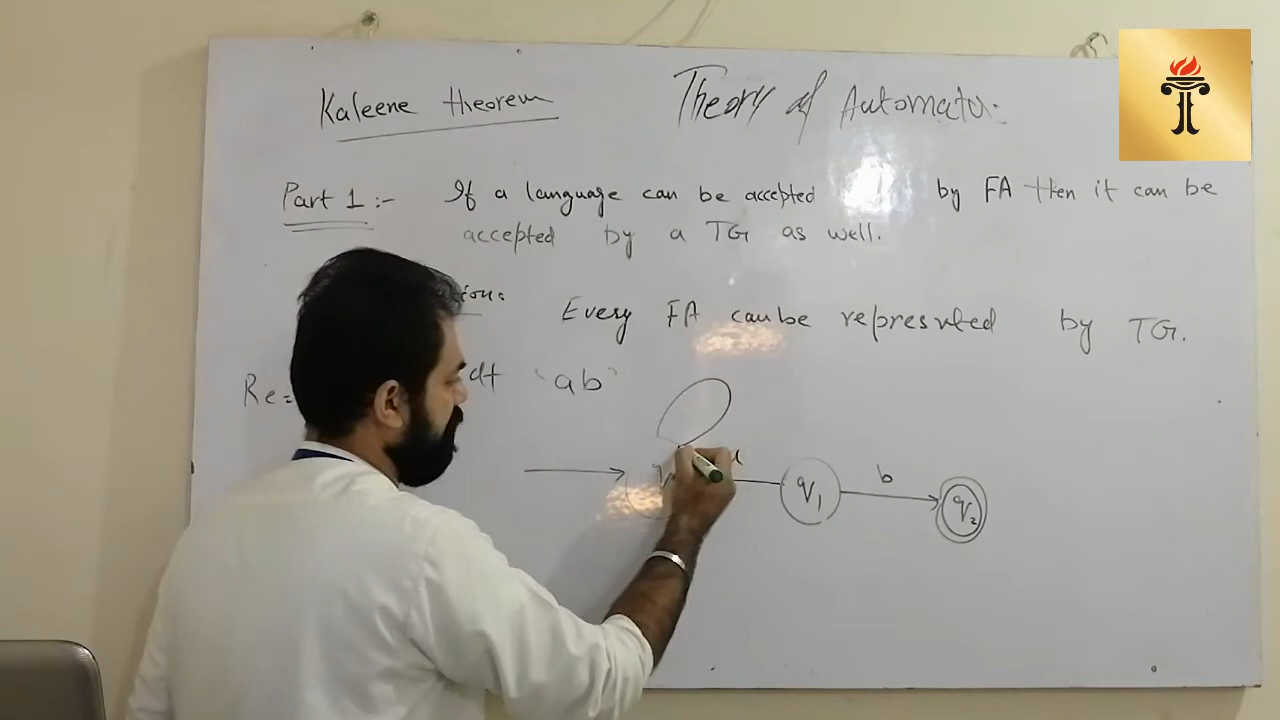 Kaleene theorem
Theory of Automata:
Part 1:- If a language can be accepted by FA then it can be
accepted by a TG as well.
Every FA can be represented by TG.
Re=
"ab"
q1
b
q2